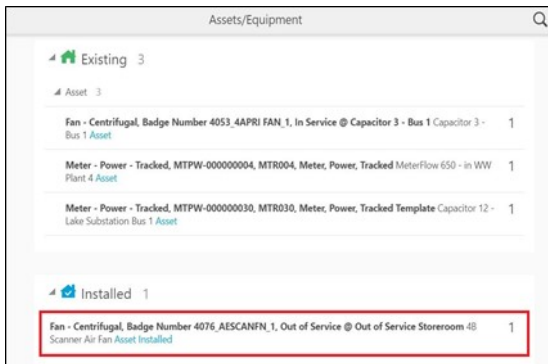 Assets/Equipment
Existing 3
Asset 3
Fan - Centrifugal, Badge Number 4053_4APRI FAN_1, In Service @ Capacitor 3 - Bus 1 Capacitor 3 - 1
Bus 1 Asset
Meter - Power - Tracked, MTPW-000000004, MTR004, Meter, Power, Tracked MeterFlow 650 - in WW 1
Plant 4 Asset
Meter - Power - Tracked, MTPW-000000030, MTR030, Meter, Power, Tracked Template Capacitor 12 - 1
Lake Substation Bus 1 Asset
Installed 1
Fan - Centrifugal, Badge Number 4076_AESCANFN_1, Out of Service @ Out of Service Storeroom 4B 1
Scanner Air Fan Asset Installed